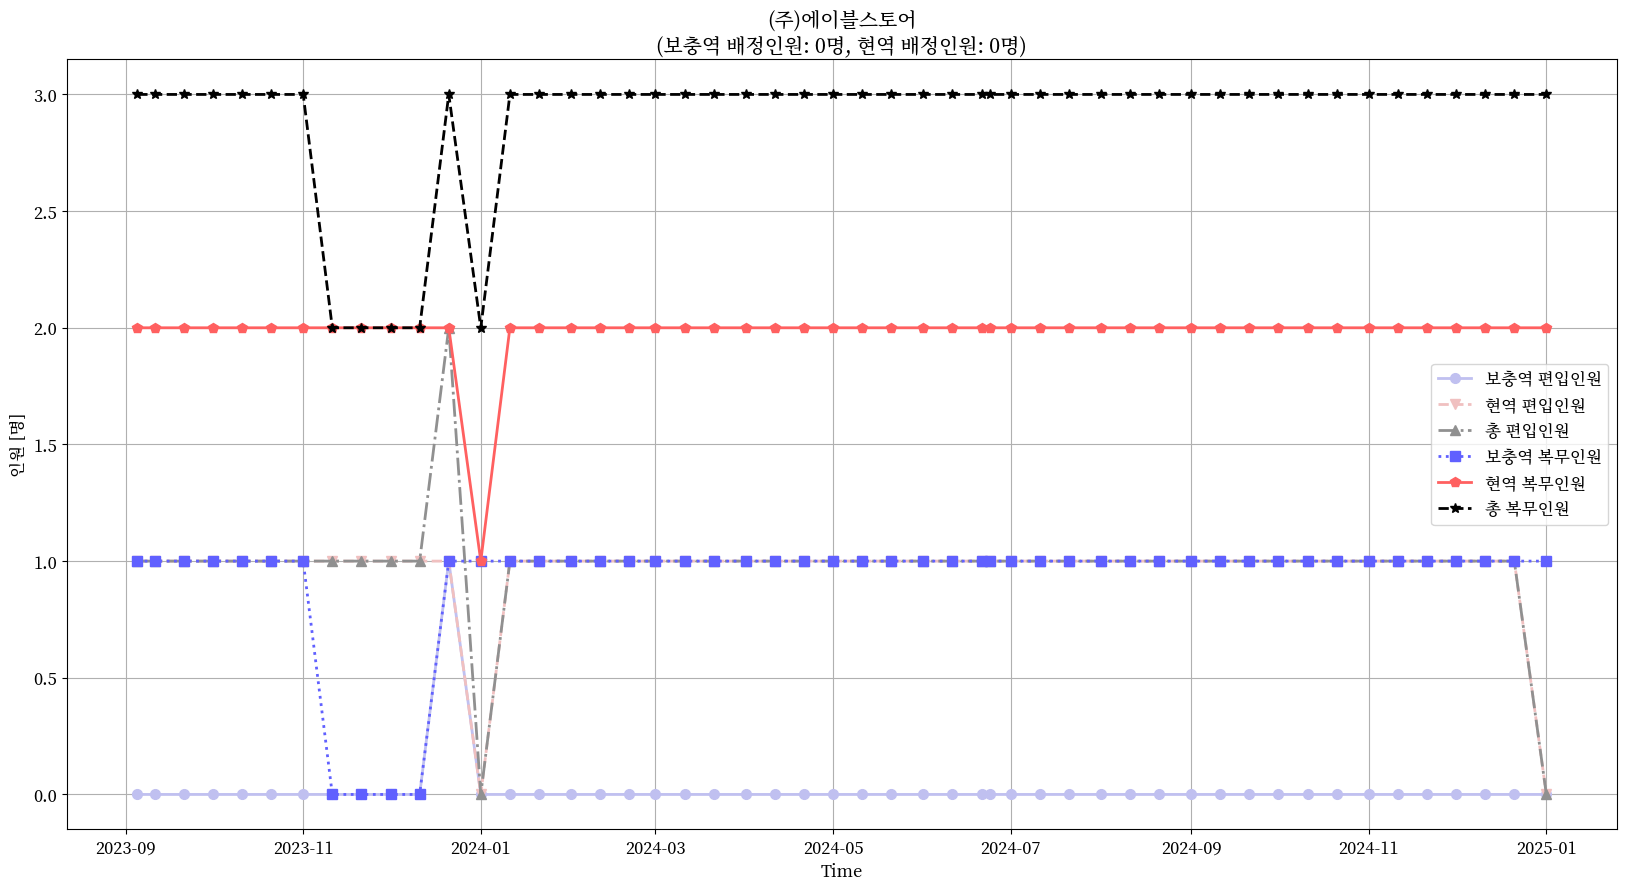 (주)에이블스토어
(보충역 배정인원: 0명, 현역 배정인원: 0명)
인원 [명]
3.0
2.5
2.0
1.5
1.0
0.5
0.0
보충역 편입인원
현역 편입인원
총 편입인원
보충역 복무인원
현역 복무인원
총 복무인원
2023-09
2023-11
2024-01
2024-03
2024-05
2024-07
2024-09
2024-11
2025-01
Time